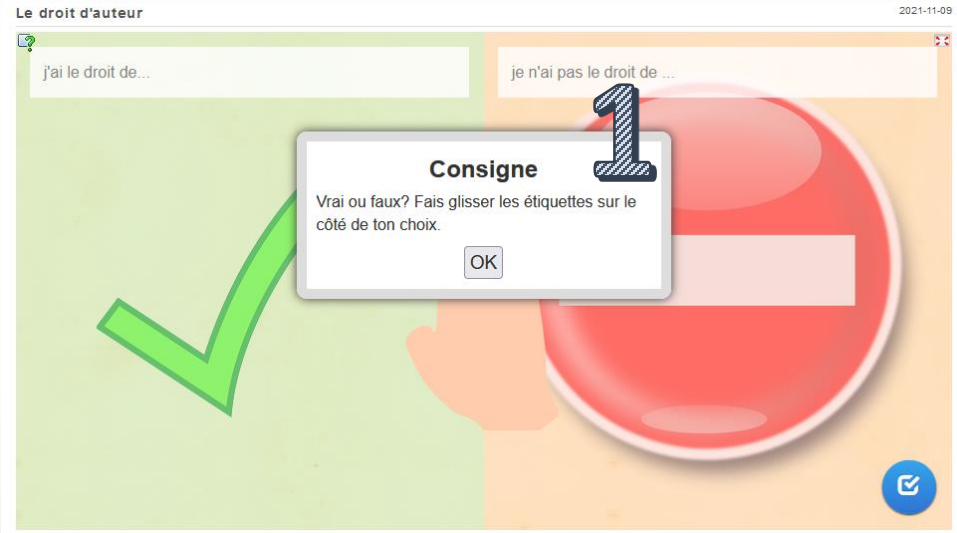 Le droit d'auteur
2021-11-09
j'ai le droit de...
je n'ai pas le droit de ...
1
Consigne
Vrai ou faux? Fais glisser les étiquettes sur le
côté de ton choix.
OK